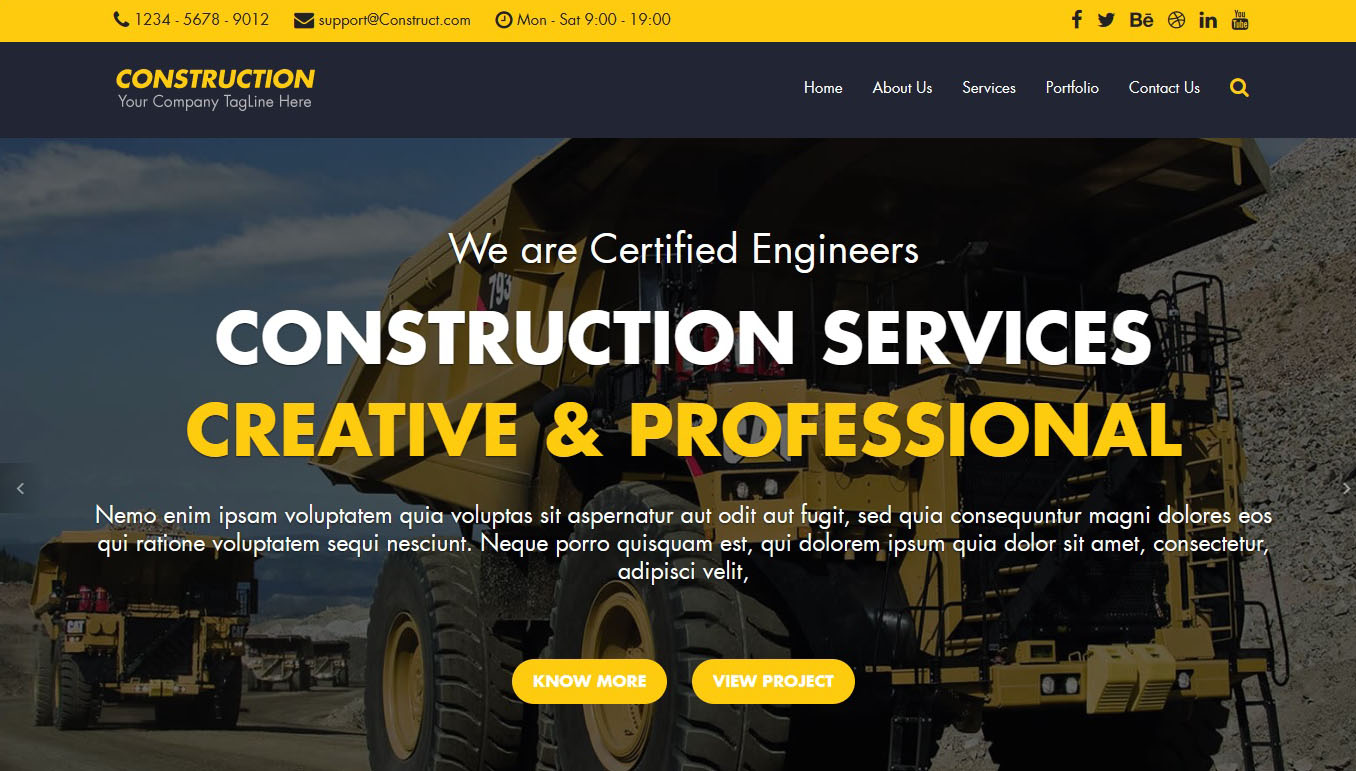 1234 - 5678 - 9012 support@Construct.com Mon - Sat 9:00 - 19:00 Bē You Tube
CONSTRUCTION
Your Company TagLine Here
Home About Us Services Portfolio Contact Us
We are Certified Engineers
793
CONSTRUCTION SERVICES
CREATIVE & PROFESSIONAL
CAT
Nemo enim ipsam voluptatem quia voluptas sit aspernatur aut odit aut fugit, sed quia consequuntur magni dolores eos
qui ratione voluptatem sequi nesciunt. Neque porro quisquam est, qui dolorem ipsum quia dolor sit amet, consectetur,
adipisci velit,
CAT
CAT
KNOW MORE VIEW PROJECT